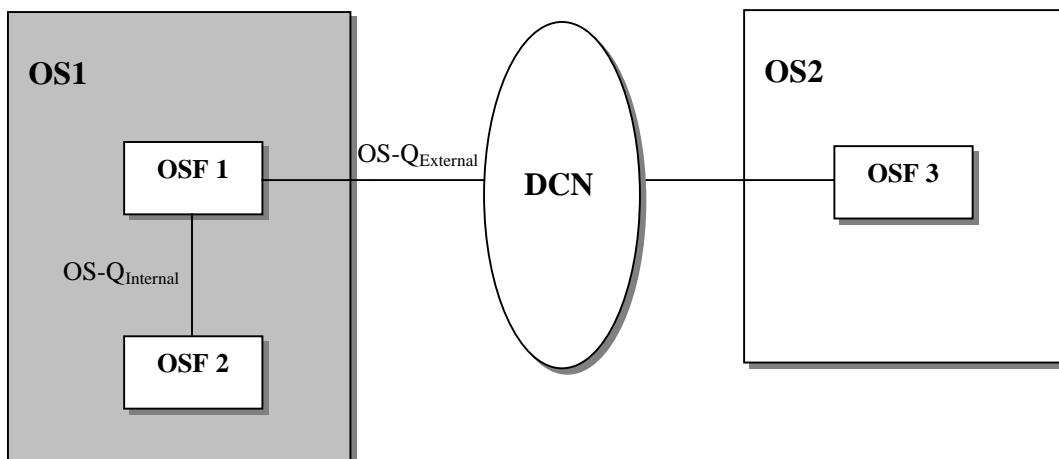 OS1
OS2
OSF 1
OS-QExternal
DCN
OSF 3
OS-QInternal
OSF 2